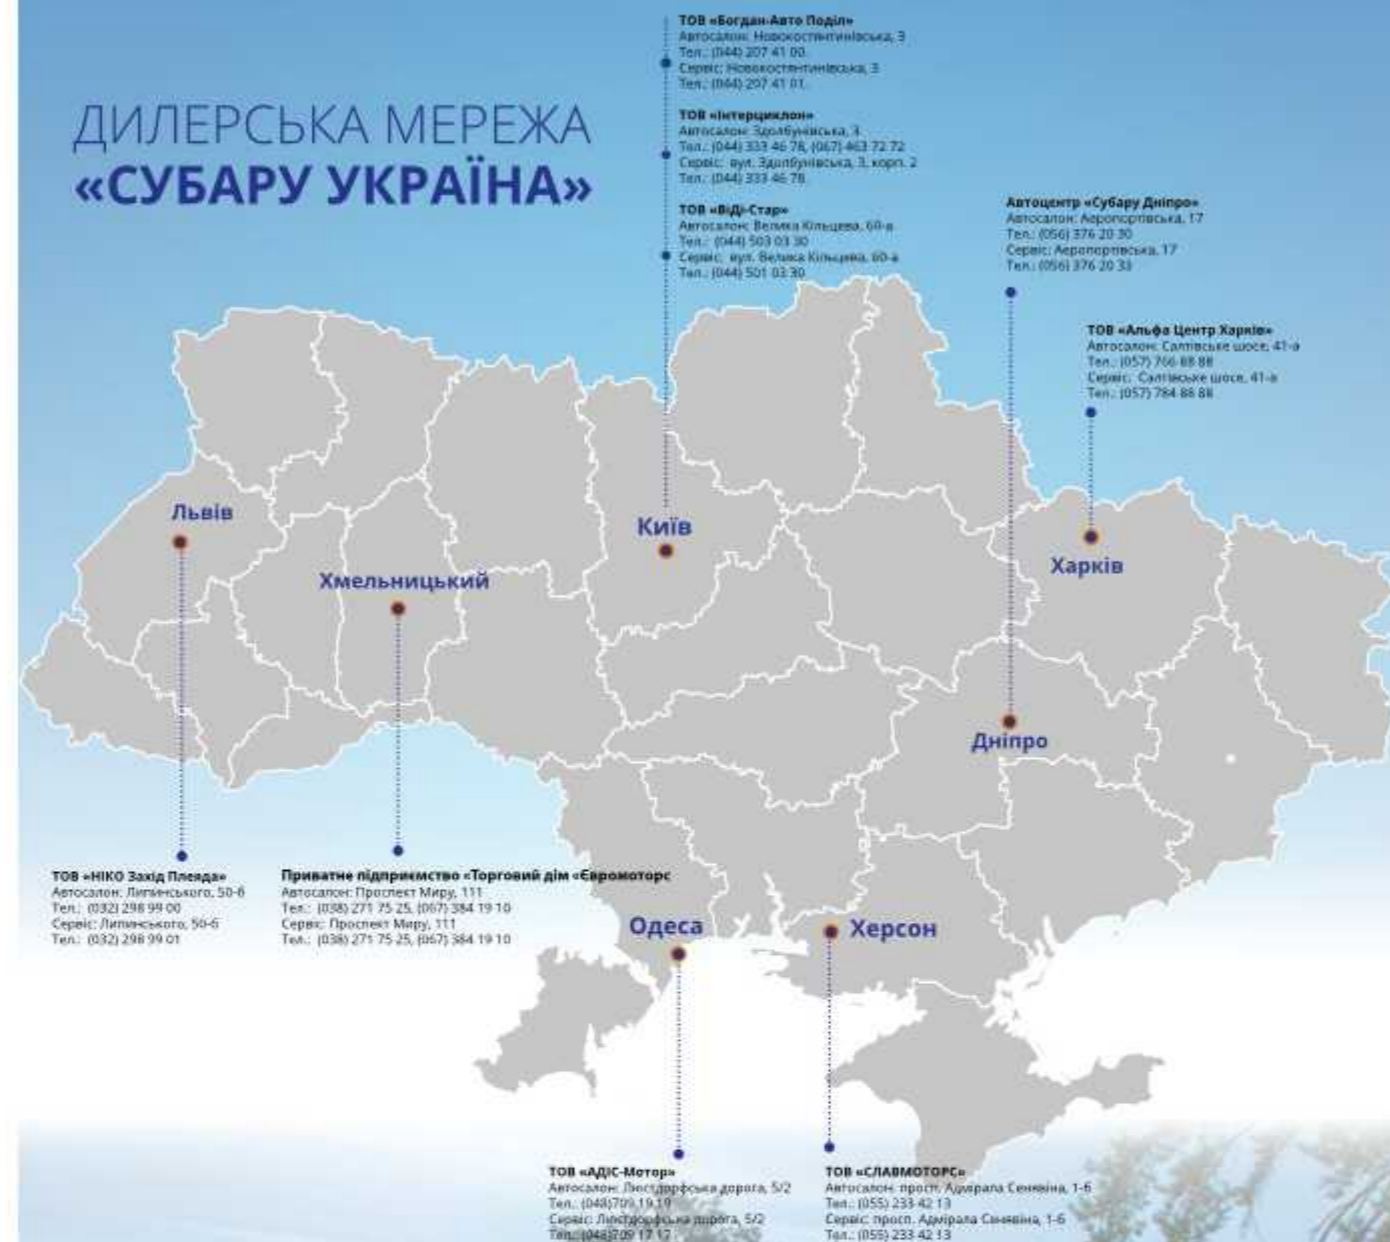 ДИЛЕРСЬКА МЕРЕЖА
«СУБАРУ УКРАЇНА»
ТОВ «Богдан-Авто Поділ»
Автосалон: Новокостянтинівська, 3
Тел.: (044) 207 41 00
Сервіс: Новокостянтинівська, 3
Тел.: (044) 207 41 01
ТОВ «Інтерциклон»
Автосалон: Здолбунівська, 3
Тел.: (044) 333 46 78, (067) 463 72 72
Сервіс: вул. Здолбунівська, 3, корп. 2
Тел.: (044) 333 46 78
ТОВ «ВіДі-Стар»
Автосалон: Велика Кільцева, 60-а
Тел.: (044) 503 03 30
Сервіс: вул. Велика Кільцева, 60-а
Тел.: (044) 501 03 30
Автоцентр «Субару Дніпро»
Автосалон: Аеропортівська, 17
Тел.: (056) 376 20 30
Сервіс: Аеропортівська, 17
Тел.: (056) 376 20 33
ТОВ «Альфа Центр Харків»
Автосалон: Салтівське шосе, 41-а
Тел.: (057) 766 88 88
Сервіс: Салтівське шосе, 41-а
Тел.: (057) 784 88 88
Львів
Хмельницький
Київ
Харків
Дніпро
Одеса
Херсон
ТОВ «НІКО Захід Плеяда»
Автосалон: Липинського, 50-б
Тел.: (032) 298 99 00
Сервіс: Липинського, 50-б
Тел.: (032) 298 99 01
Приватне підприємство «Торговий дім «Євромоторс
Автосалон: Проспект Миру, 111
Тел.: (038) 271 75 25, (067) 384 19 10
Сервіс: Проспект Миру, 111
Тел.: (038) 271 75 25, (067) 384 19 10
ТОВ «АДІС-Мотор»
Автосалон: Люстдорфська дорога, 5/2
Тел.: (048)709 19 19
Сервіс: Люстдорфська дорога, 5/2
Тел.: (048)709 17 17
ТОВ «СЛАВМОТОРС»
Автосалон: просп. Адмірала Сенявіна, 1-б
Тел.: (055) 233 42 13
Сервіс: просп. Адмірала Сенявіна, 1-б
Тел.: (055) 233 42 13